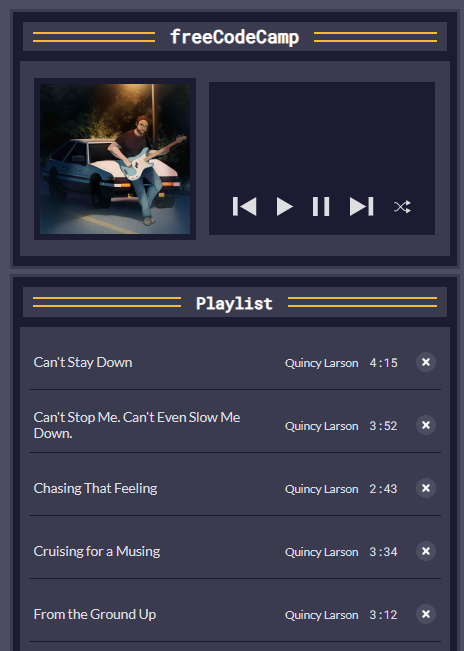 freeCodeCamp
Playlist
Can't Stay Down Quincy Larson 4:15
Can't Stop Me. Can't Even Slow Me
Down. Quincy Larson 3:52
Chasing That Feeling Quincy Larson 2:43
Cruising for a Musing Quincy Larson 3:34
From the Ground Up Quincy Larson 3:12